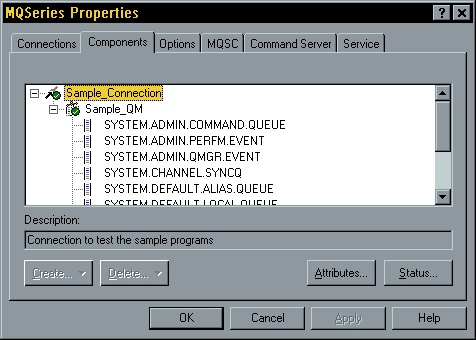 MQSeries Properties
Connections Components Options MQSC Command Server Service
Sample_Connection
Sample_QM
SYSTEM.ADMIN.COMMAND.QUEUE
SYSTEM.ADMIN.PERFM.EVENT
SYSTEM.ADMIN.QMGR.EVENT
SYSTEM.CHANNEL.SYNCQ
SYSTEM.DEFAULT.ALIAS.QUEUE
SYSTEM.DEFAULT.LOCAL.QUEUE
Description:
Connection to test the sample programs
Create... Delete... Attributes... Status...
OK Cancel Apply Help